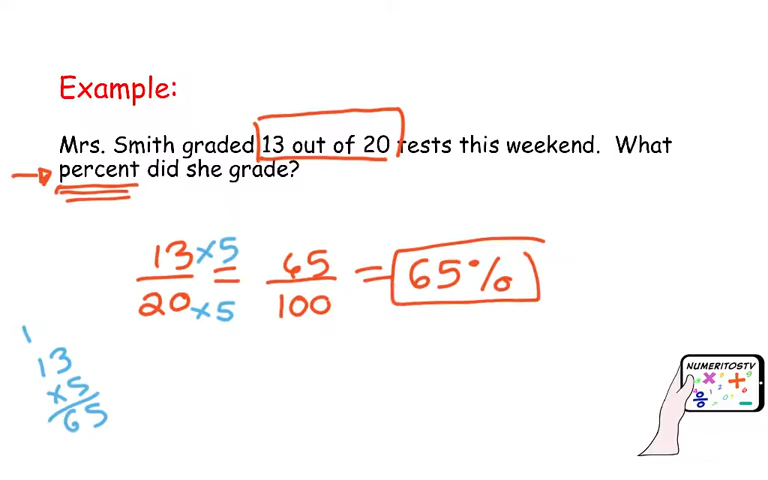 Example:
Mrs. Smith graded 13 out of 20 tests this weekend. What
percent did she grade?
13 ×5 = 65 = 65%
20 ×5 100
1
13
×5
65
NUMERITOSTV